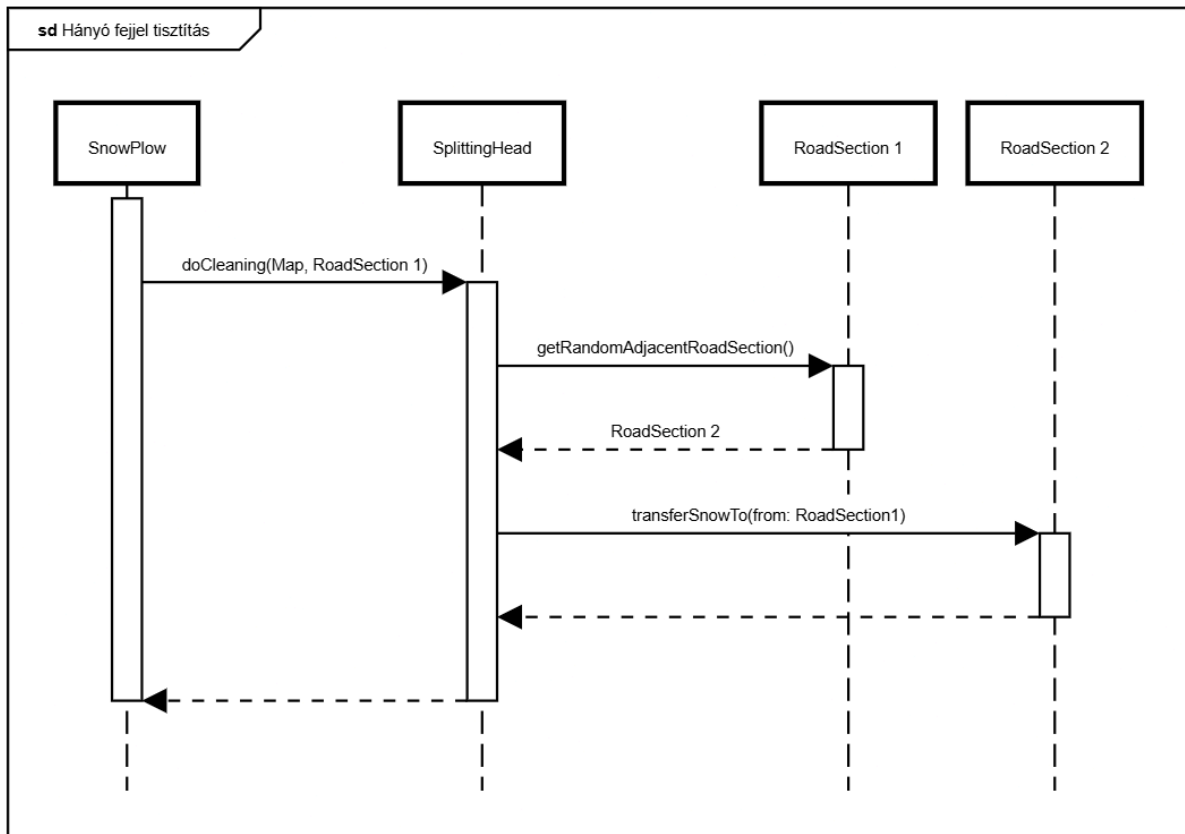 sd Hányó fejjel tisztítás
SnowPlow
SplittingHead
RoadSection 1
RoadSection 2
doCleaning(Map, RoadSection 1)
getRandomAdjacentRoadSection()
RoadSection 2
transferSnowTo(from: RoadSection1)